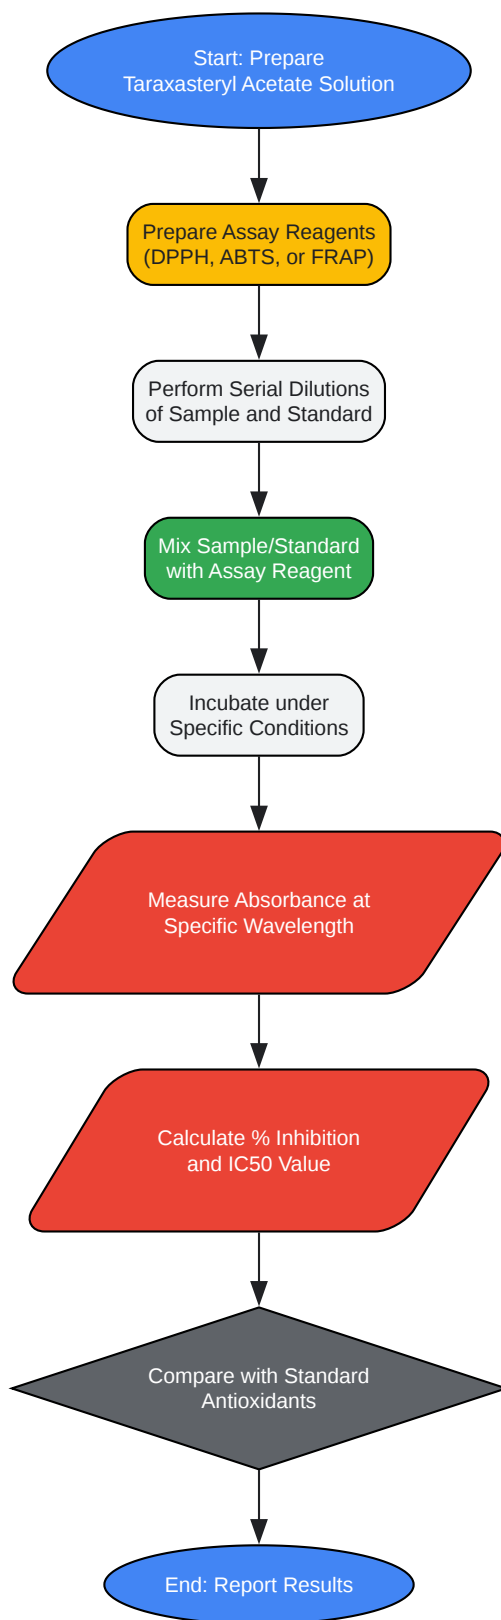 Start: Prepare
Taraxasteryl Acetate Solution
Prepare Assay Reagents
(DPPH, ABTS, or FRAP)
Perform Serial Dilutions
of Sample and Standard
Mix Sample/Standard
with Assay Reagent
Incubate under
Specific Conditions
Measure Absorbance at
Specific Wavelength
Calculate % Inhibition
and IC50 Value
Compare with Standard
Antioxidants
End: Report Results